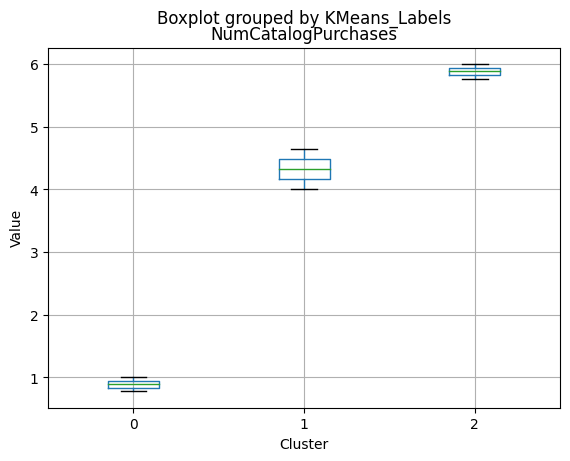 Boxplot grouped by KMeans_Labels
NumCatalogPurchases
6
5
4
3
2
1
Value
0 1 2
Cluster